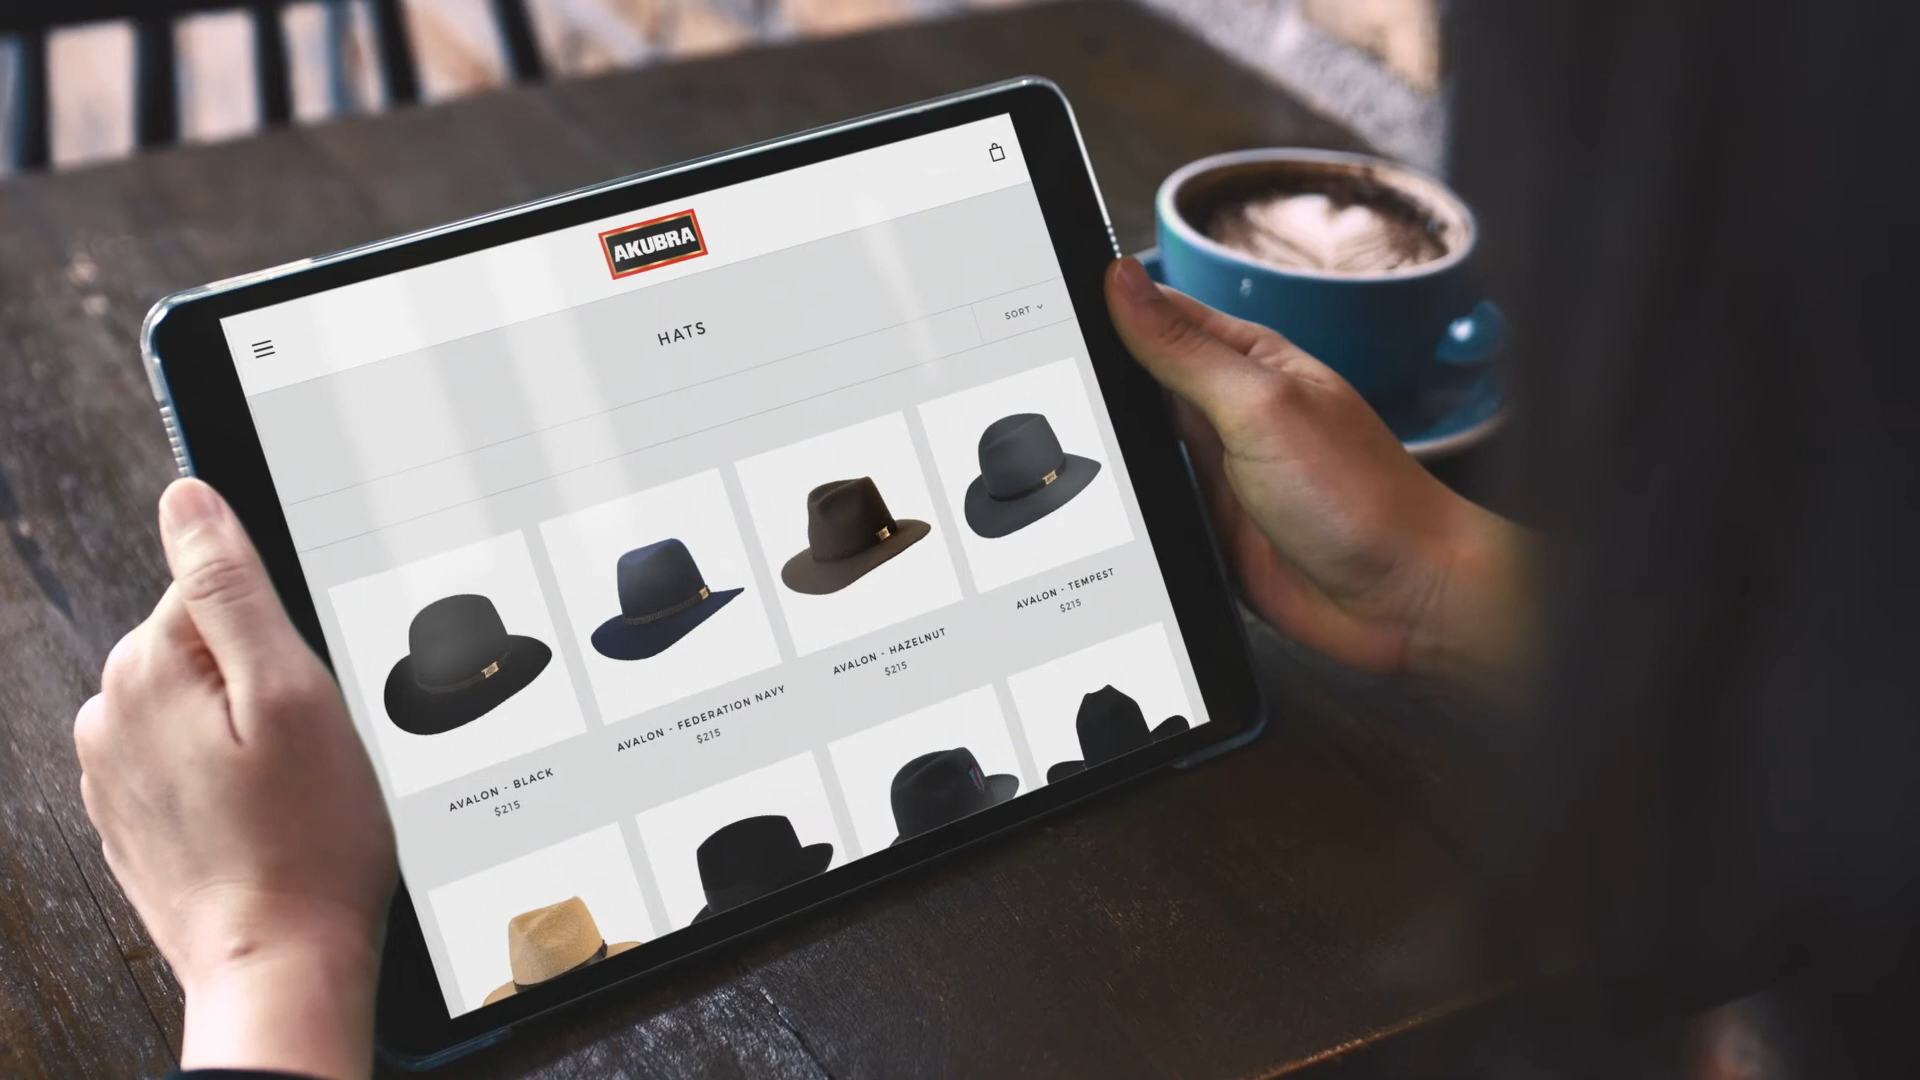 AKUBRA
HATS
SORT
AVALON - BLACK
$215
AVALON - FEDERATION NAVY
$215
AVALON - HAZELNUT
$215
AVALON - TEMPEST
$215